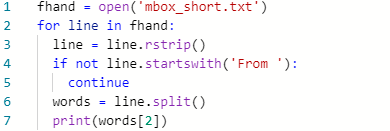 1 fhand = open('mbox_short.txt')
2 for line in fhand:
3   line = line.rstrip()
4   if not line.startswith('From '):
5     continue
6   words = line.split()
7   print(words[2])